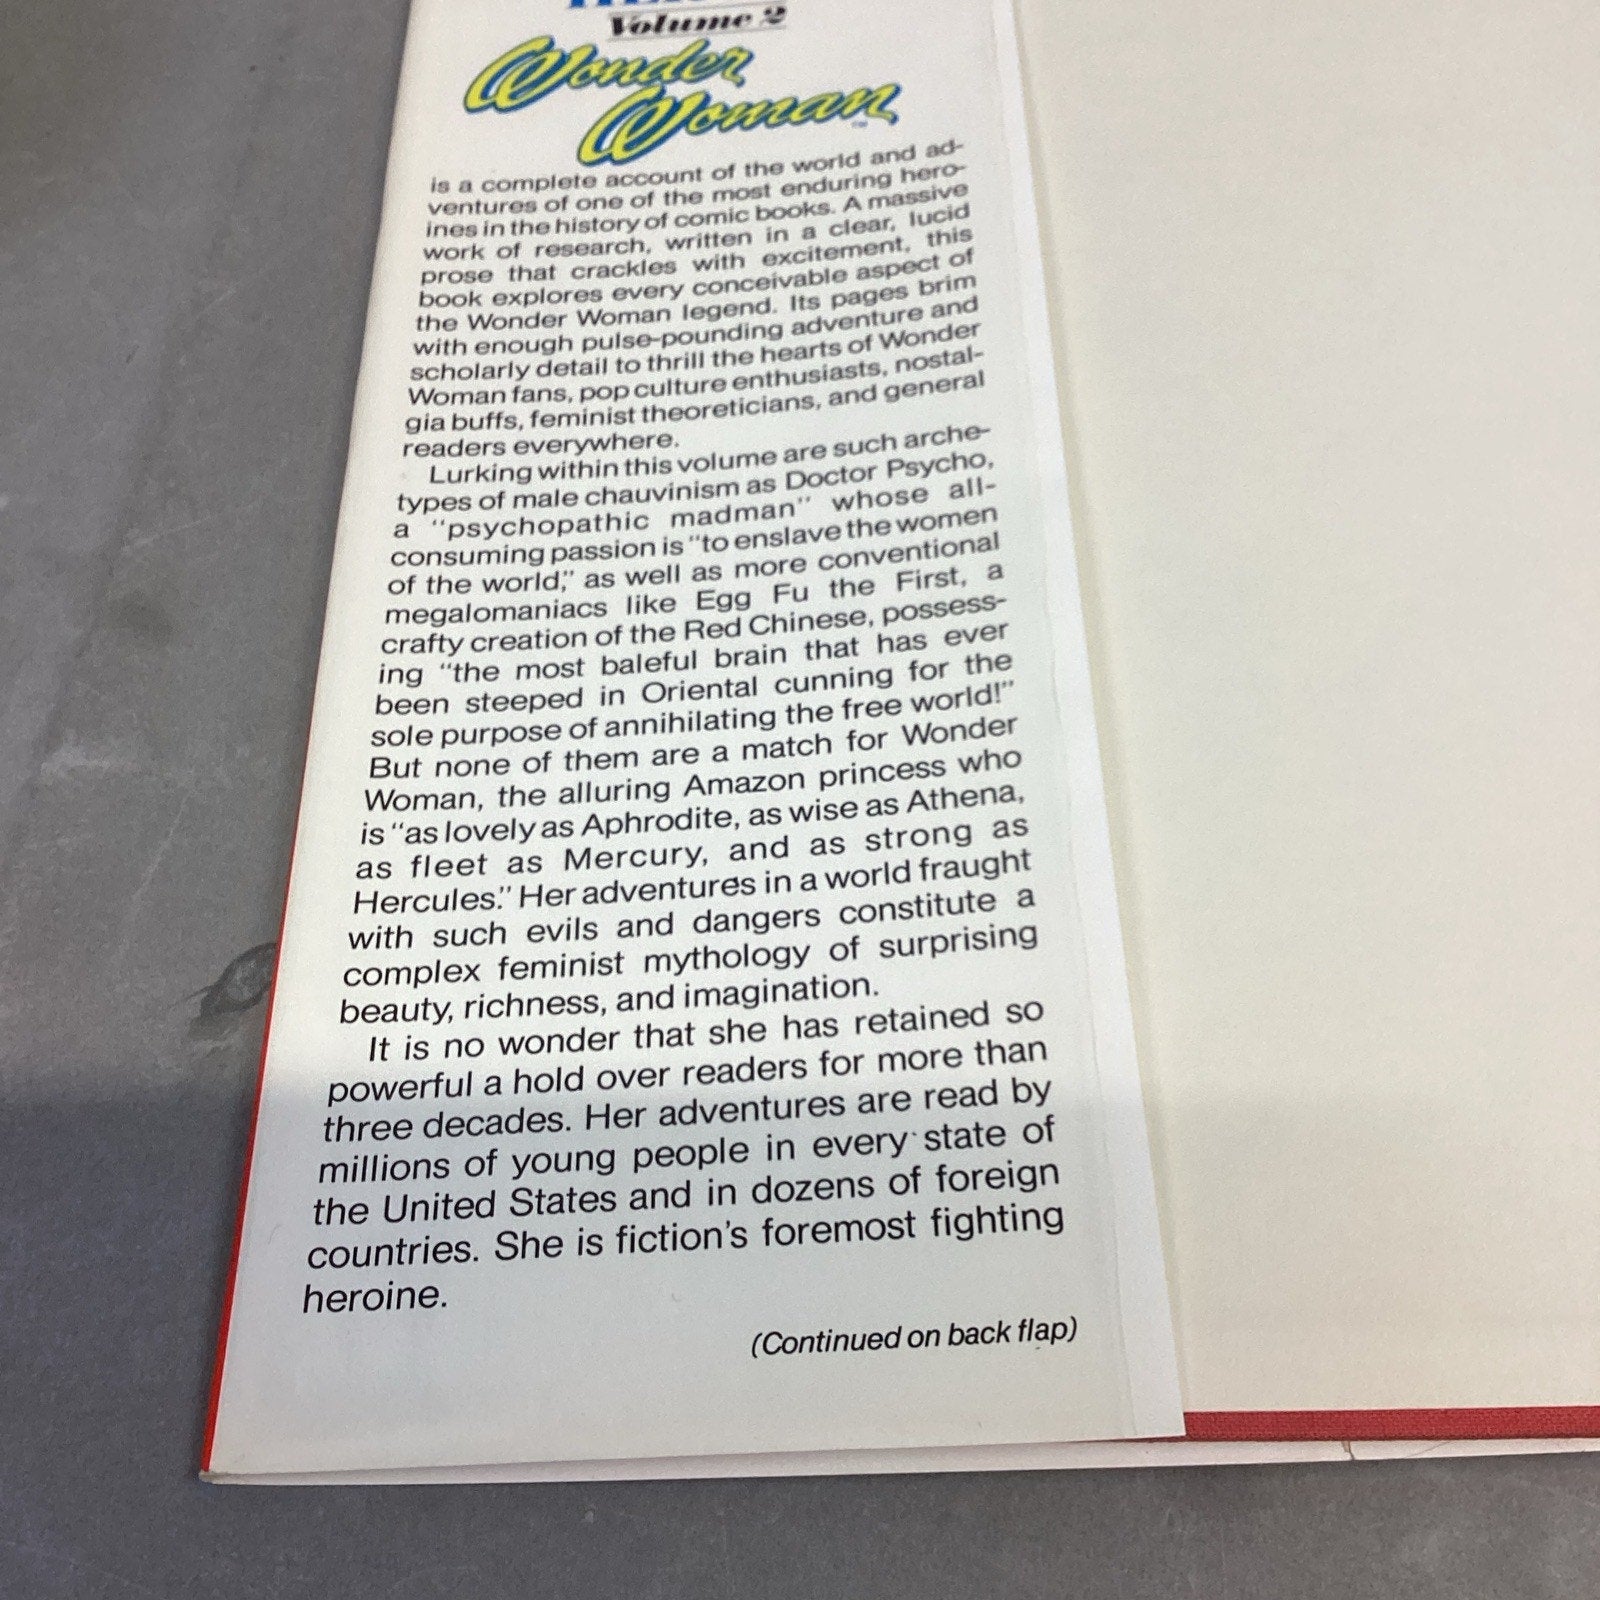 Volume 2
Wonder
Woman
TM
is a complete account of the world and ad-
ventures of one of the most enduring hero-
ines in the history of comic books. A massive
work of research, written in a clear, lucid
prose that crackles with excitement, this
book explores every conceivable aspect of
the Wonder Woman legend. Its pages brim
with enough pulse-pounding adventure and
scholarly detail to thrill the hearts of Wonder
Woman fans, pop culture enthusiasts, nostal-
gia buffs, feminist theoreticians, and general
readers everywhere.
Lurking within this volume are such arche-
types of male chauvinism as Doctor Psycho,
a "psychopathic madman" whose all-
consuming passion is "to enslave the women
of the world," as well as more conventional
megalomaniacs like Egg Fu the First, a
crafty creation of the Red Chinese, possess-
ing "the most baleful brain that has ever
been steeped in Oriental cunning for the
sole purpose of annihilating the free world!"
But none of them are a match for Wonder
Woman, the alluring Amazon princess who
is "as lovely as Aphrodite, as wise as Athena,
as fleet as Mercury, and as strong as
Hercules." Her adventures in a world fraught
with such evils and dangers constitute a
complex feminist mythology of surprising
beauty, richness, and imagination.
It is no wonder that she has retained so
powerful a hold over readers for more than
three decades. Her adventures are read by
millions of young people in every state of
the United States and in dozens of foreign
countries. She is fiction's foremost fighting
heroine.
(Continued on back flap)